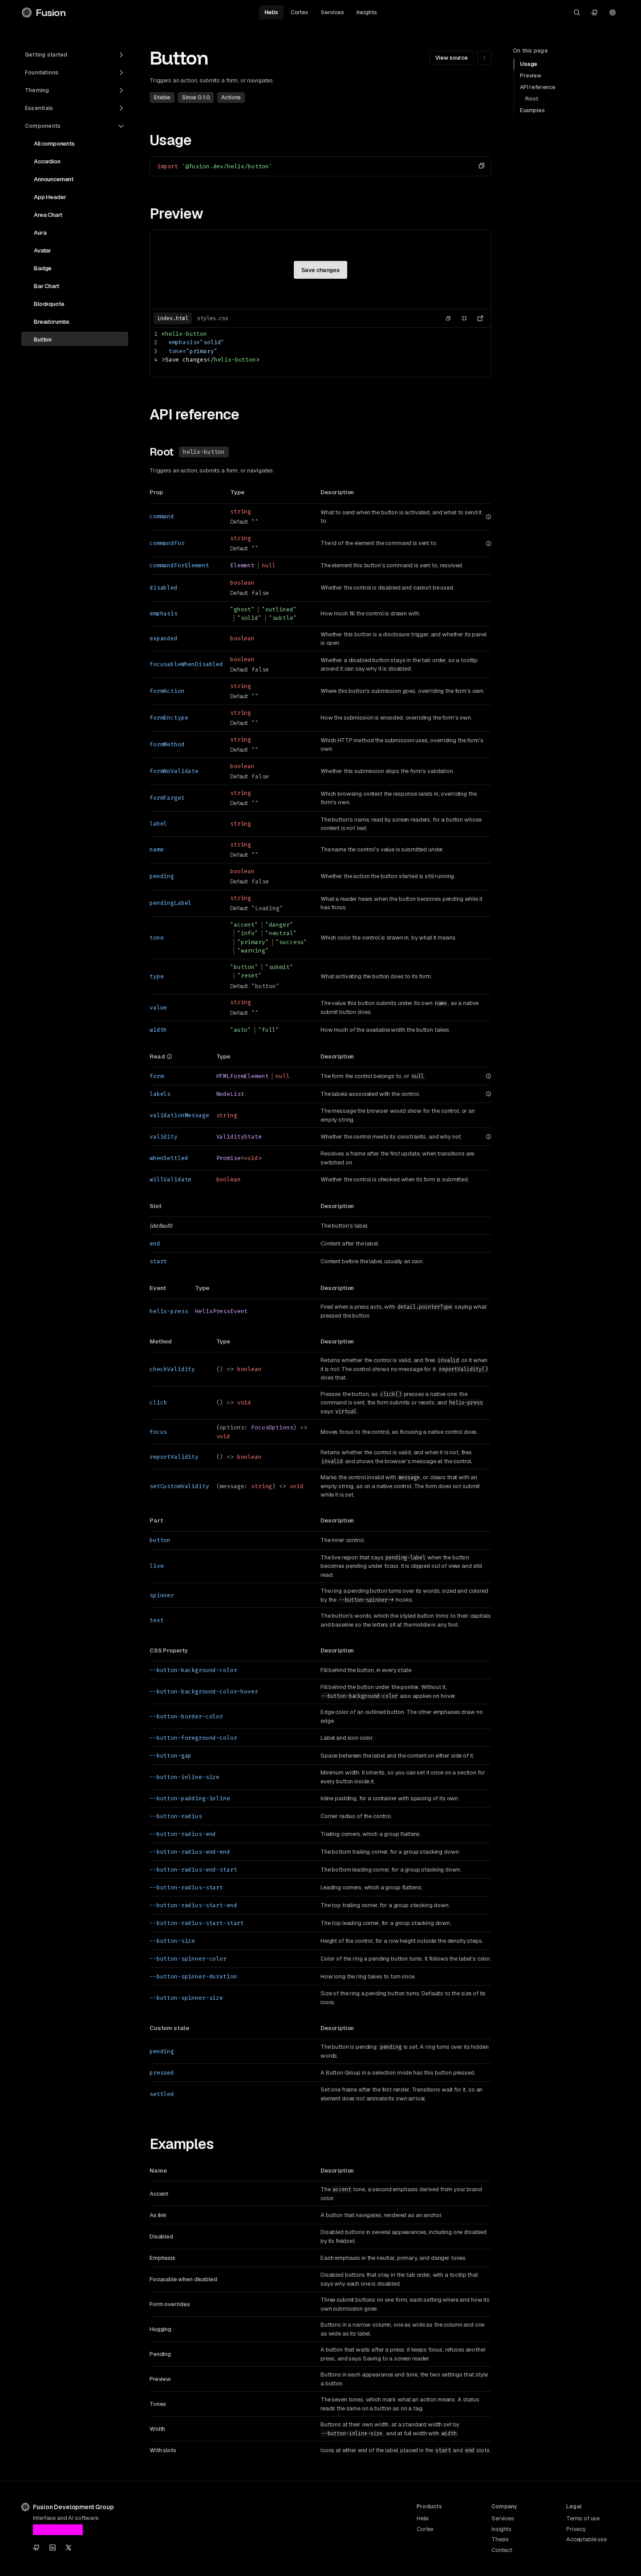 Fusion
Helix Cortex Services Insights
Getting started
Foundations
Theming
Essentials
Components
All components
Accordion
Announcement
App Header
Area Chart
Aura
Avatar
Badge
Bar Chart
Blockquote
Breadcrumbs
Button
Button
View source
Triggers an action, submits a form, or navigates.
Stable Since 0.1.0 Actions
On this page
Usage
Preview
API reference
Root
Examples
Usage
import '@fusion.dev/helix/button'
Preview
Save changes
index.html styles.css
1 <helix-button
2 emphasis="solid"
3 tone="primary"
4 >Save changes</helix-button>
API reference
Root helix-button
Triggers an action, submits a form, or navigates.
Prop Type Description
command string Default "" What to send when the button is activated, and what to send it to.
commandFor string Default "" The id of the element the command is sent to.
commandForElement Element | null The element this button's command is sent to, resolved.
disabled boolean Default false Whether the control is disabled and cannot be used.
emphasis "ghost" | "outlined" | "solid" | "subtle" How much fill the control is drawn with.
expanded boolean Whether this button is a disclosure trigger, and whether its panel is open.
focusableWhenDisabled boolean Default false Whether a disabled button stays in the tab order, so a tooltip around it can say why it is disabled.
formAction string Default "" Where this button's submission goes, overriding the form's own.
formEnctype string Default "" How the submission is encoded, overriding the form's own.
formMethod string Default "" Which HTTP method the submission uses, overriding the form's own.
formNoValidate boolean Default false Whether this submission skips the form's validation.
formTarget string Default "" Which browsing context the response lands in, overriding the form's own.
label string The button's name, read by screen readers, for a button whose content is not text.
name string Default "" The name the control's value is submitted under.
pending boolean Default false Whether the action the button started is still running.
pendingLabel string Default "Loading" What a reader hears when the button becomes pending while it has focus.
tone "accent" | "danger" | "info" | "neutral" | "primary" | "success" | "warning" Which color the control is drawn in, by what it means.
type "button" | "submit" | "reset" Default "button" What activating the button does to its form.
value string Default "" The value this button submits under its own name, as a native submit button does.
width "auto" | "full" How much of the available width the button takes.
Read Type Description
form HTMLFormElement | null The form the control belongs to, or null.
labels NodeList The labels associated with the control.
validationMessage string The message the browser would show for the control, or an empty string.
validity ValidityState Whether the control meets its constraints, and why not.
whenSettled Promise<void> Resolves a frame after the first update, when transitions are switched on.
willValidate boolean Whether the control is checked when its form is submitted.
Slot Description
(default) The button's label.
end Content after the label.
start Content before the label, usually an icon.
Event Type Description
helix-press HelixPressEvent Fired when a press acts, with detail.pointerType saying what pressed the button.
Method Type Description
checkValidity () => boolean Returns whether the control is valid, and fires invalid on it when it is not. The control shows no message for it: reportValidity() does that.
click () => void Presses the button, as click() presses a native one: the command is sent, the form submits or resets, and helix-press says virtual.
focus (options: FocusOptions) => void Moves focus to the control, as focusing a native control does.
reportValidity () => boolean Returns whether the control is valid, and when it is not, fires invalid and shows the browser's message at the control.
setCustomValidity (message: string) => void Marks the control invalid with message, or clears that with an empty string, as on a native control. The form does not submit while it is set.
Part Description
button The inner control.
live The live region that says pending-label when the button becomes pending under focus. It is clipped out of view and still read.
spinner The ring a pending button turns over its words, sized and colored by the --button-spinner-* hooks.
text The button's words, which the styled button trims to their capitals and baseline so the letters sit at the middle in any font.
CSS Property Description
--button-background-color Fill behind the button, in every state.
--button-background-color-hover Fill behind the button under the pointer. Without it, --button-background-color also applies on hover.
--button-border-color Edge color of an outlined button. The other emphases draw no edge.
--button-foreground-color Label and icon color.
--button-gap Space between the label and the content on either side of it.
--button-inline-size Minimum width. It inherits, so you can set it once on a section for every button inside it.
--button-padding-inline Inline padding, for a container with spacing of its own.
--button-radius Corner radius of the control.
--button-radius-end Trailing corners, which a group flattens.
--button-radius-end-end The bottom trailing corner, for a group stacking down.
--button-radius-end-start The bottom leading corner, for a group stacking down.
--button-radius-start Leading corners, which a group flattens.
--button-radius-start-end The top trailing corner, for a group stacking down.
--button-radius-start-start The top leading corner, for a group stacking down.
--button-size Height of the control, for a row height outside the density steps.
--button-spinner-color Color of the ring a pending button turns. It follows the label's color.
--button-spinner-duration How long the ring takes to turn once.
--button-spinner-size Size of the ring a pending button turns. Defaults to the size of its icons.
Custom state Description
pending The button is pending: pending is set. A ring turns over its hidden words.
pressed A Button Group in a selection mode has this button pressed.
settled Set one frame after the first render. Transitions wait for it, so an element does not animate its own arrival.
Examples
Name Description
Accent The accent tone, a second emphasis derived from your brand color.
As link A button that navigates, rendered as an anchor.
Disabled Disabled buttons in several appearances, including one disabled by its fieldset.
Emphasis Each emphasis in the neutral, primary, and danger tones.
Focusable when disabled Disabled buttons that stay in the tab order, with a tooltip that says why each one is disabled.
Form overrides Three submit buttons on one form, each setting where and how its own submission goes.
Hugging Buttons in a narrow column, one as wide as the column and one as wide as its label.
Pending A button that waits after a press: it keeps focus, refuses another press, and says Saving to a screen reader.
Preview Buttons in each appearance and tone, the two settings that style a button.
Tones The seven tones, which mark what an action means. A status reads the same on a button as on a tag.
Width Buttons at their own width, at a standard width set by --button-inline-size, and at full width with width.
With slots Icons at either end of the label, placed in the start and end slots.
Fusion Development Group
Interface and AI software.
Products
Helix
Cortex
Company
Services
Insights
Thesis
Contact
Legal
Terms of use
Privacy
Acceptable use